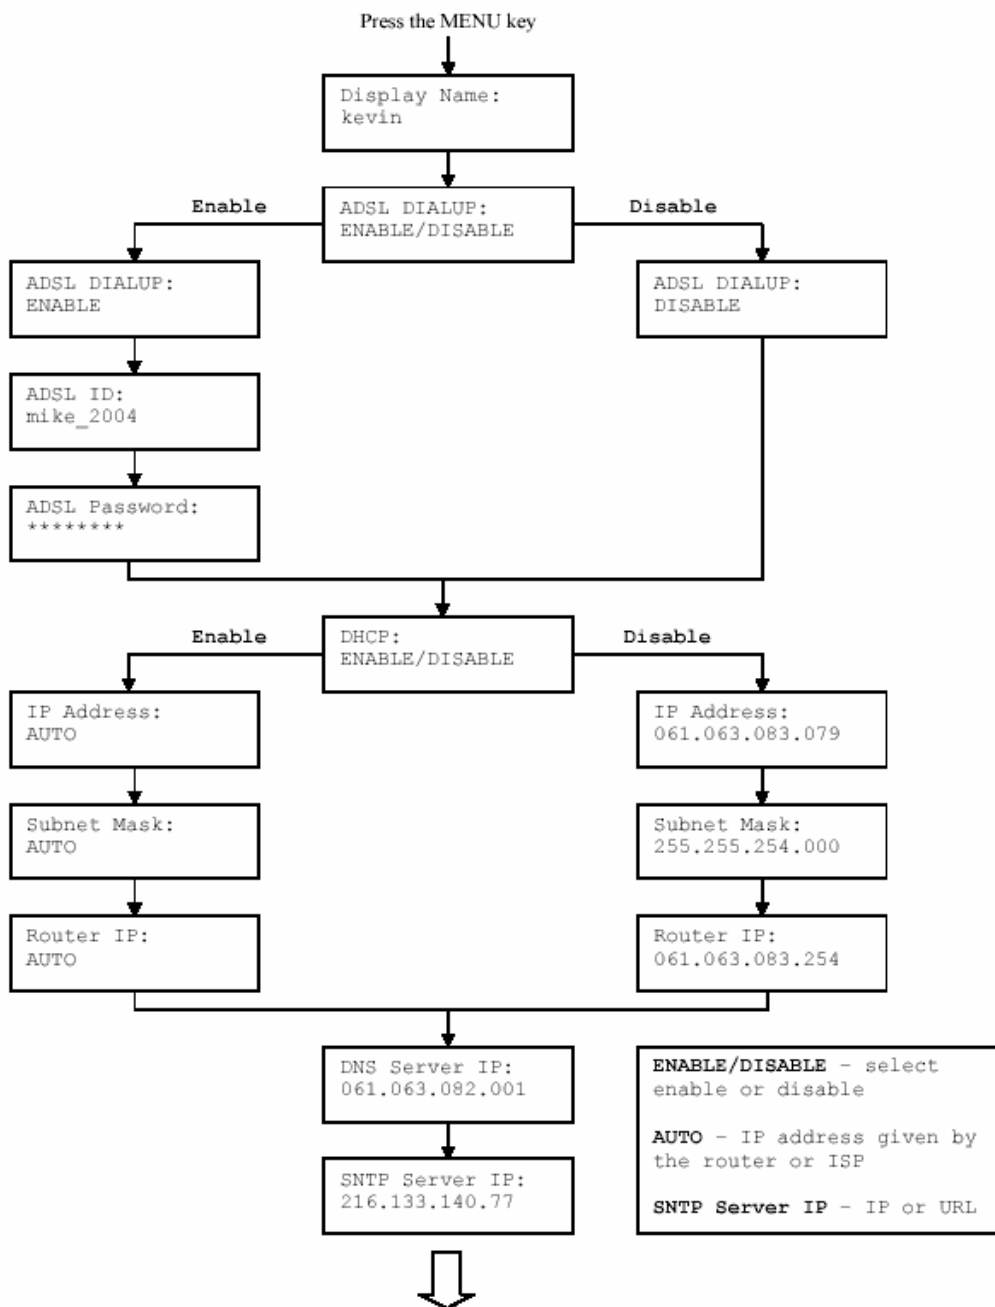 Press the MENU key
Display Name:
kevin
Enable
ADSL DIALUP:
ENABLE/DISABLE
Disable
ADSL DIALUP:
ENABLE
ADSL DIALUP:
DISABLE
ADSL ID:
mike_2004
ADSL Password:
********
Enable
DHCP:
ENABLE/DISABLE
Disable
IP Address:
AUTO
IP Address:
061.063.083.079
Subnet Mask:
AUTO
Subnet Mask:
255.255.254.000
Router IP:
AUTO
Router IP:
061.063.083.254
DNS Server IP:
061.063.082.001
SNTP Server IP:
216.133.140.77
ENABLE/DISABLE – select
enable or disable
AUTO – IP address given by
the router or ISP
SNTP Server IP – IP or URL